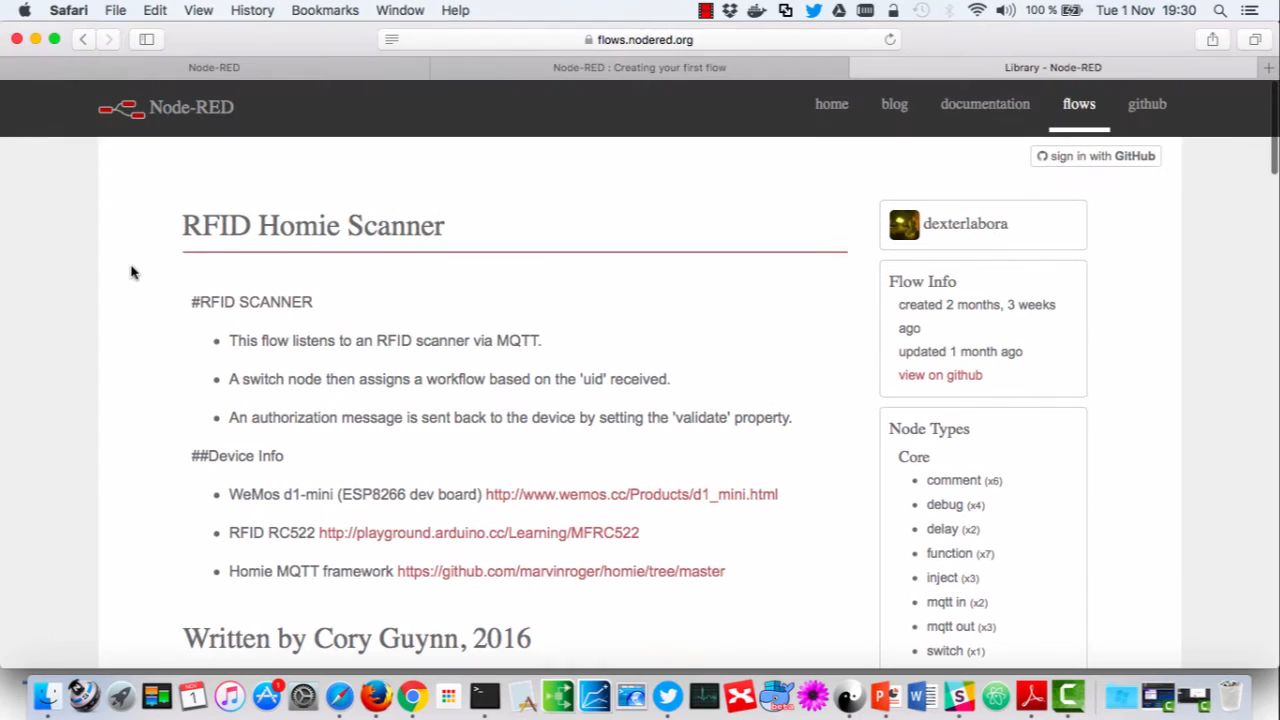 Safari File Edit View History Bookmarks Window Help 100 % Tue 1 Nov 19:30
flows.nodered.org
Node-RED Node-RED : Creating your first flow Library - Node-RED
Node-RED home blog documentation flows github
sign in with GitHub
RFID Homie Scanner
#RFID SCANNER
This flow listens to an RFID scanner via MQTT.
A switch node then assigns a workflow based on the 'uid' received.
An authorization message is sent back to the device by setting the 'validate' property.
##Device Info
WeMos d1-mini (ESP8266 dev board) http://www.wemos.cc/Products/d1_mini.html
RFID RC522 http://playground.arduino.cc/Learning/MFRC522
Homie MQTT framework https://github.com/marvinroger/homie/tree/master
Written by Cory Guynn, 2016
dexterlabora
Flow Info
created 2 months, 3 weeks
ago
updated 1 month ago
view on github
Node Types
Core
comment (x6)
debug (x4)
delay (x2)
function (x7)
inject (x3)
mqtt in (x2)
mqtt out (x3)
switch (x1)
NOV
1
1
beta